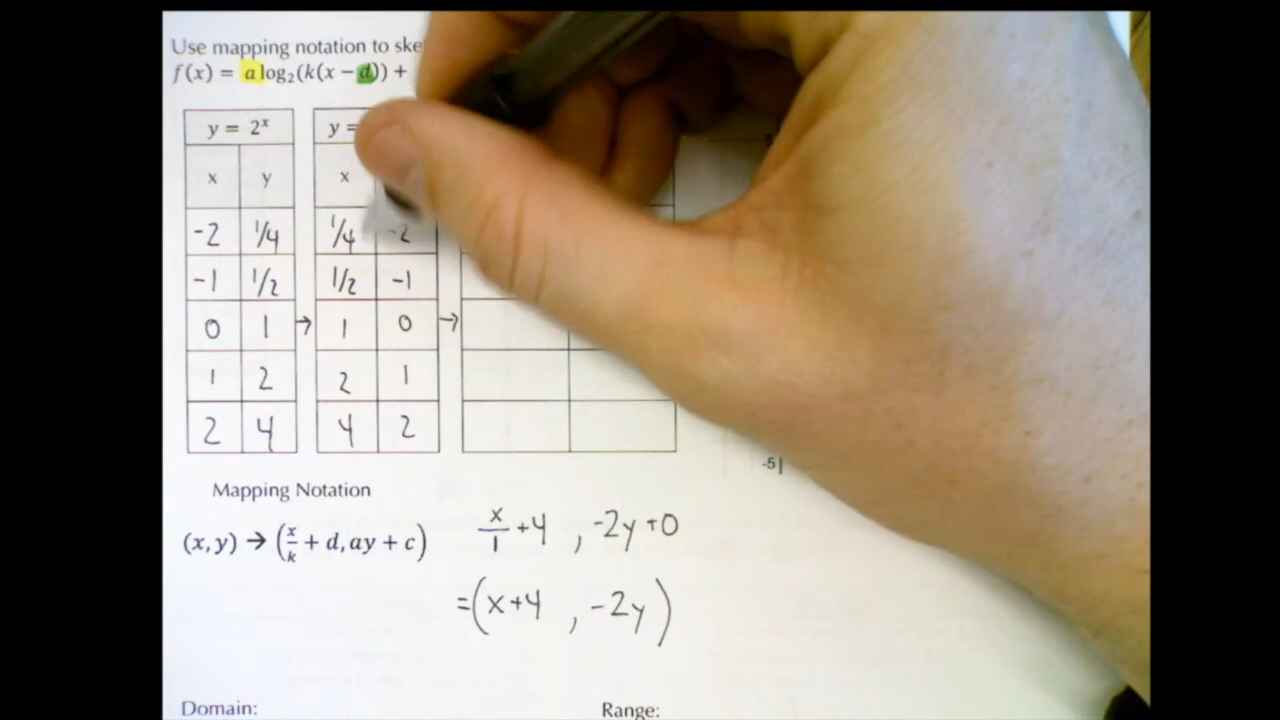 Use mapping notation to ske
f(x) = a log₂(k(x − d)) +
y = 2ˣ y =
x y x
-2 1/4 1/4 -2
-1 1/2 1/2 -1
0 1 → 1 0 →
1 2 2 1
2 4 4 2
-5
Mapping Notation
(x, y) → (x/k + d, ay + c) x/1 +4 , -2y +0
=(x+4 , -2y)
Domain: Range: